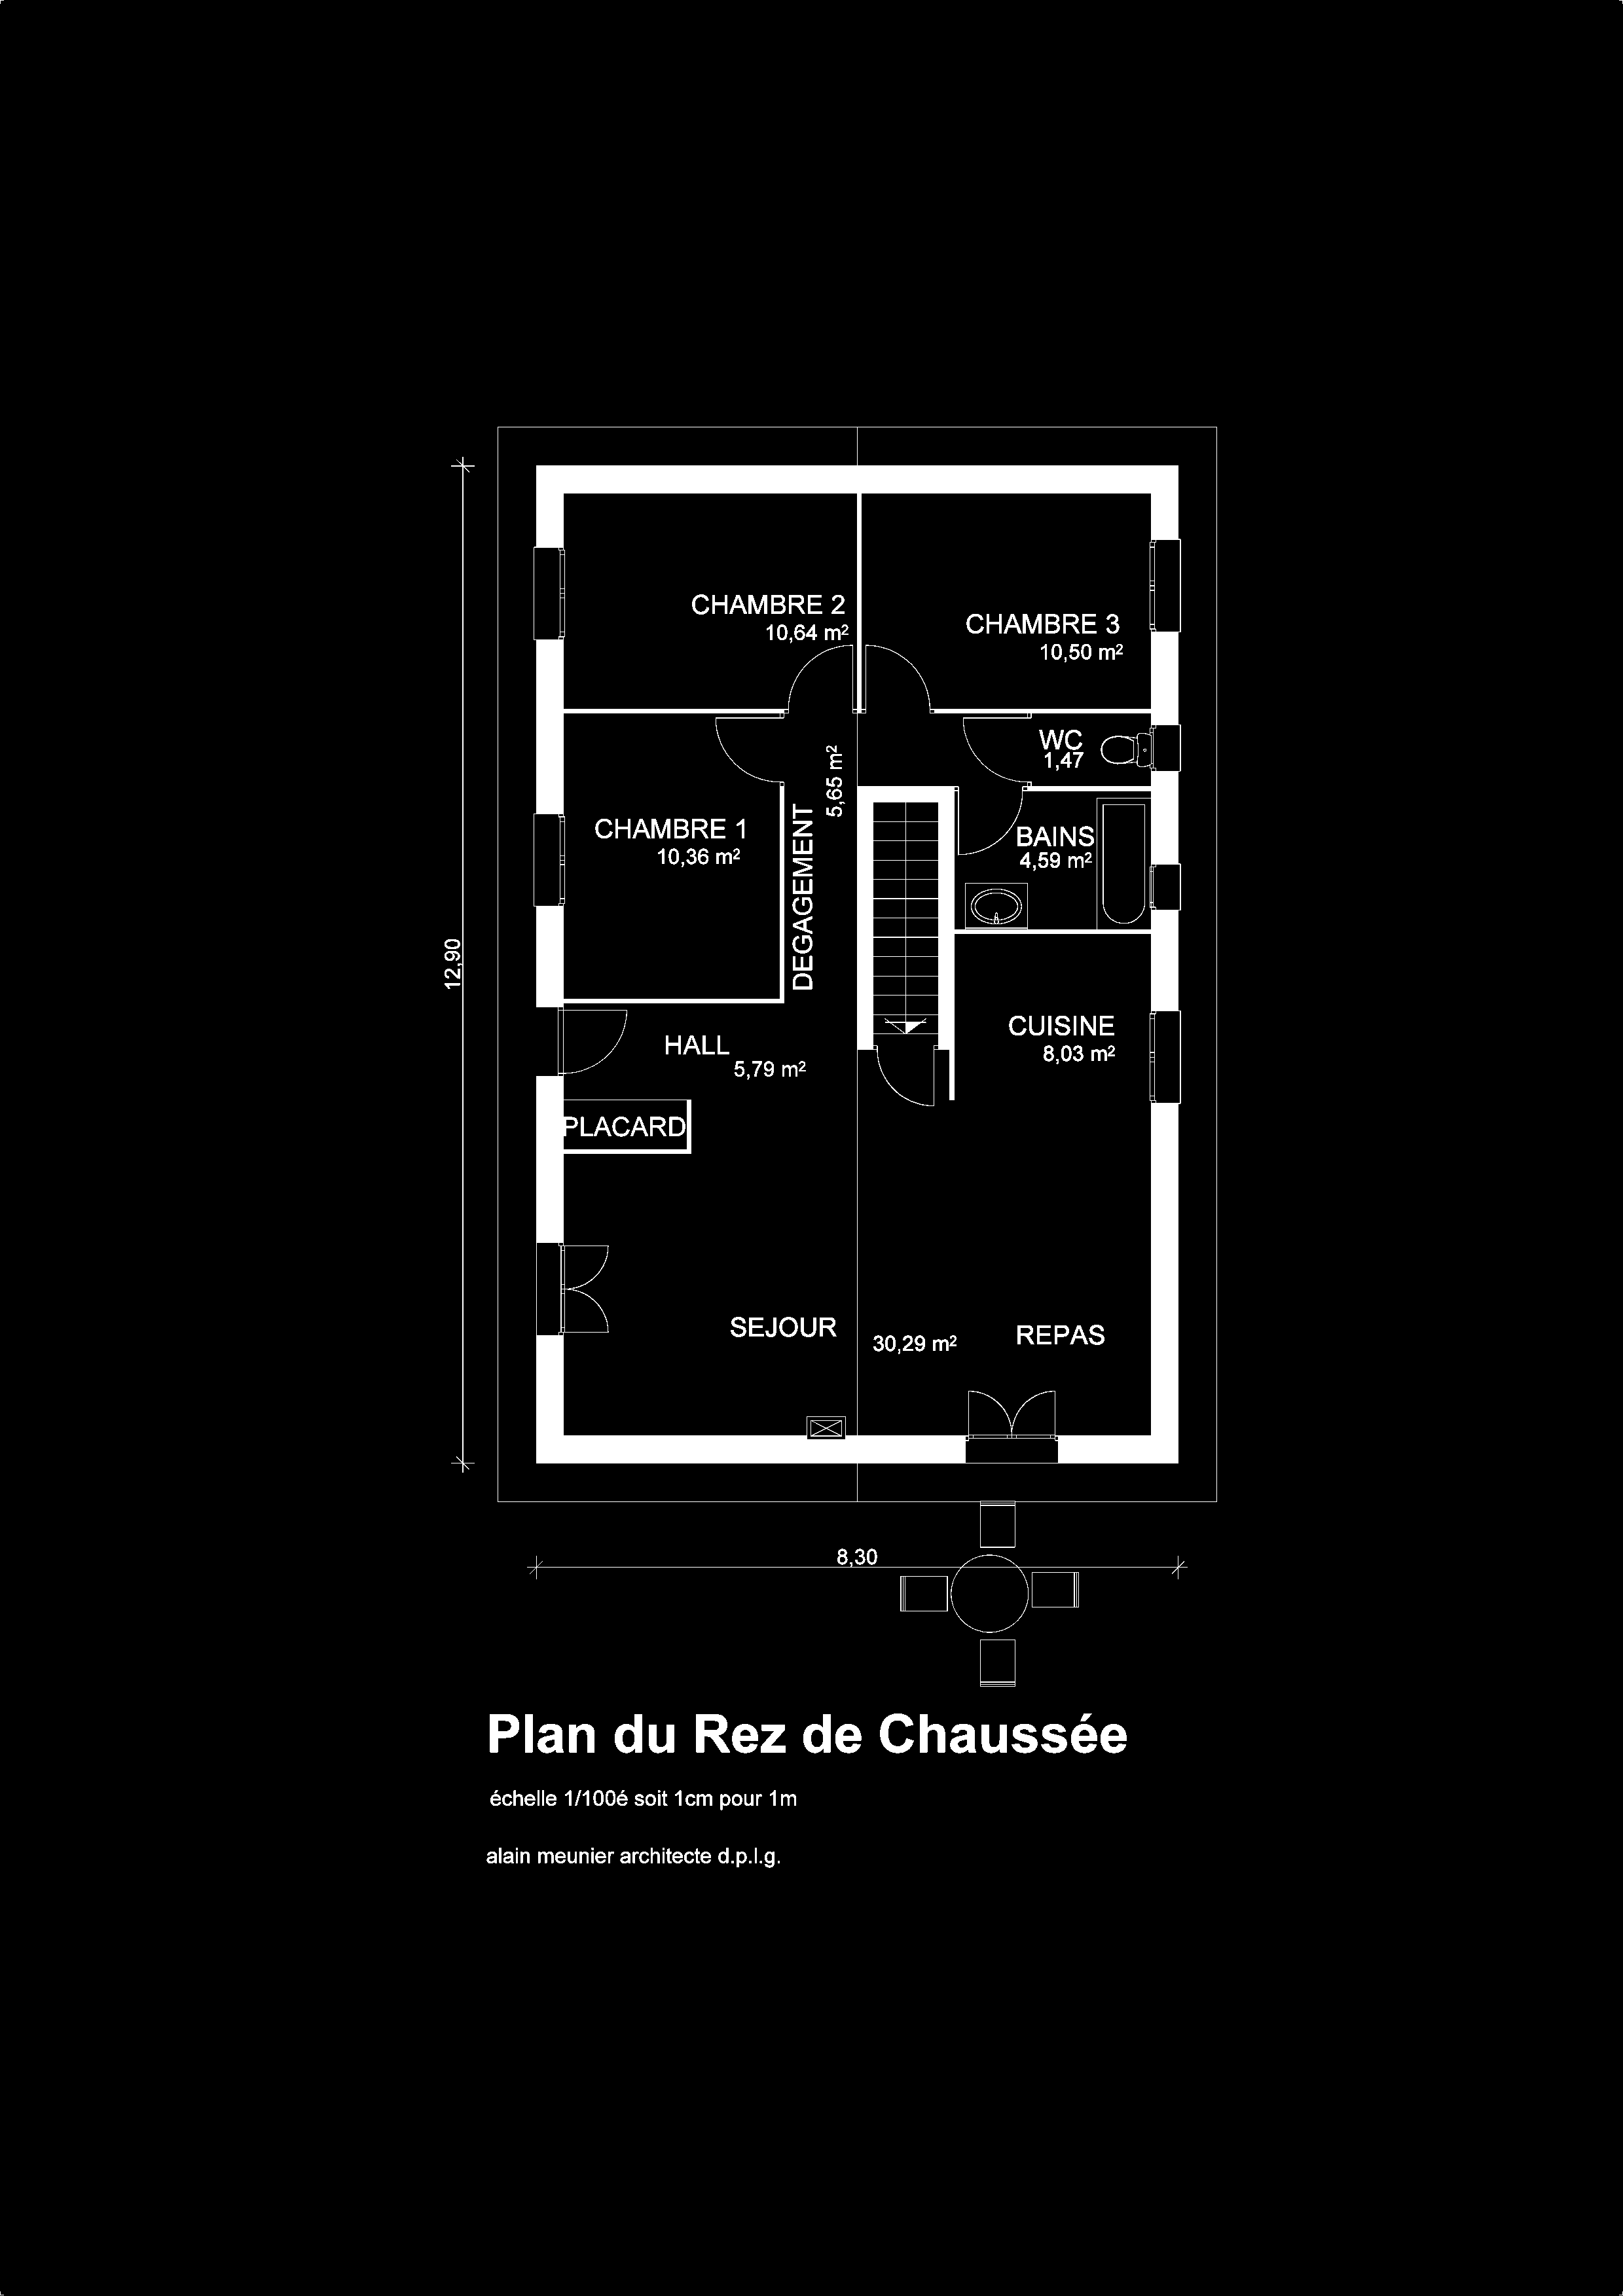 CHAMBRE 2
10,64 m²
CHAMBRE 3
10,50 m²
WC
1,47
5,65 m²
DEGAGEMENT
CHAMBRE 1
10,36 m²
BAINS
4,59 m²
12,90
CUISINE
8,03 m²
HALL
5,79 m²
PLACARD
SEJOUR
30,29 m²
REPAS
8,30
Plan du Rez de Chaussée
échelle 1/100é soit 1cm pour 1m
alain meunier architecte d.p.l.g.